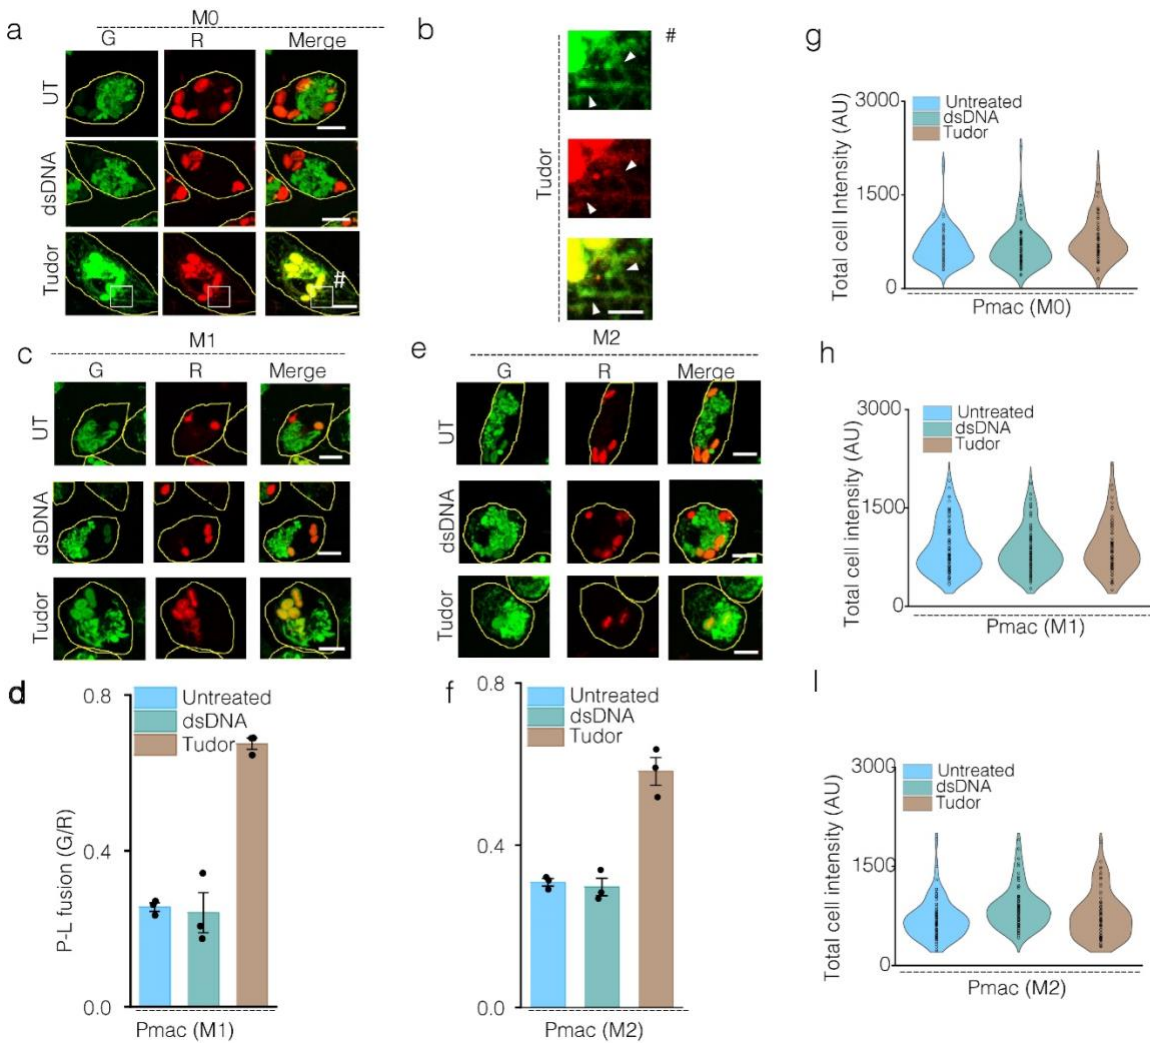 a
M0
G R Merge
UT
dsDNA
Tudor
#
b
#
Tudor
g
Total cell Intensity (AU)
3000
1500
0
Untreated
dsDNA
Tudor
Pmac (M0)
c
M1
G R Merge
UT
dsDNA
Tudor
e
M2
G R Merge
UT
dsDNA
Tudor
h
Total cell intensity (AU)
3000
1500
0
Untreated
dsDNA
Tudor
Pmac (M1)
d
P-L fusion (G/R)
0.8
0.4
0.0
Untreated
dsDNA
Tudor
Pmac (M1)
f
0.8
0.4
0.0
Untreated
dsDNA
Tudor
Pmac (M2)
I
Total cell intensity (AU)
3000
1500
0
Untreated
dsDNA
Tudor
Pmac (M2)